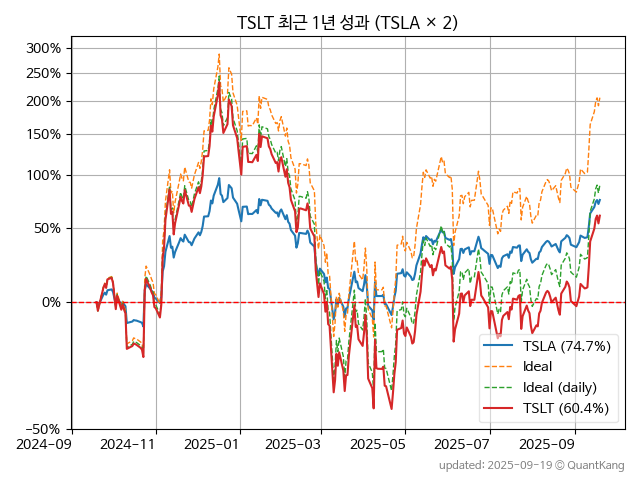 TSLT 최근 1년 성과 (TSLA × 2)
300%
250%
200%
150%
100%
50%
0%
-50%
2024-09
2024-11
2025-01
2025-03
2025-05
2025-07
2025-09
TSLA (74.7%)
Ideal
Ideal (daily)
TSLT (60.4%)
updated: 2025-09-19 @ QuantKang